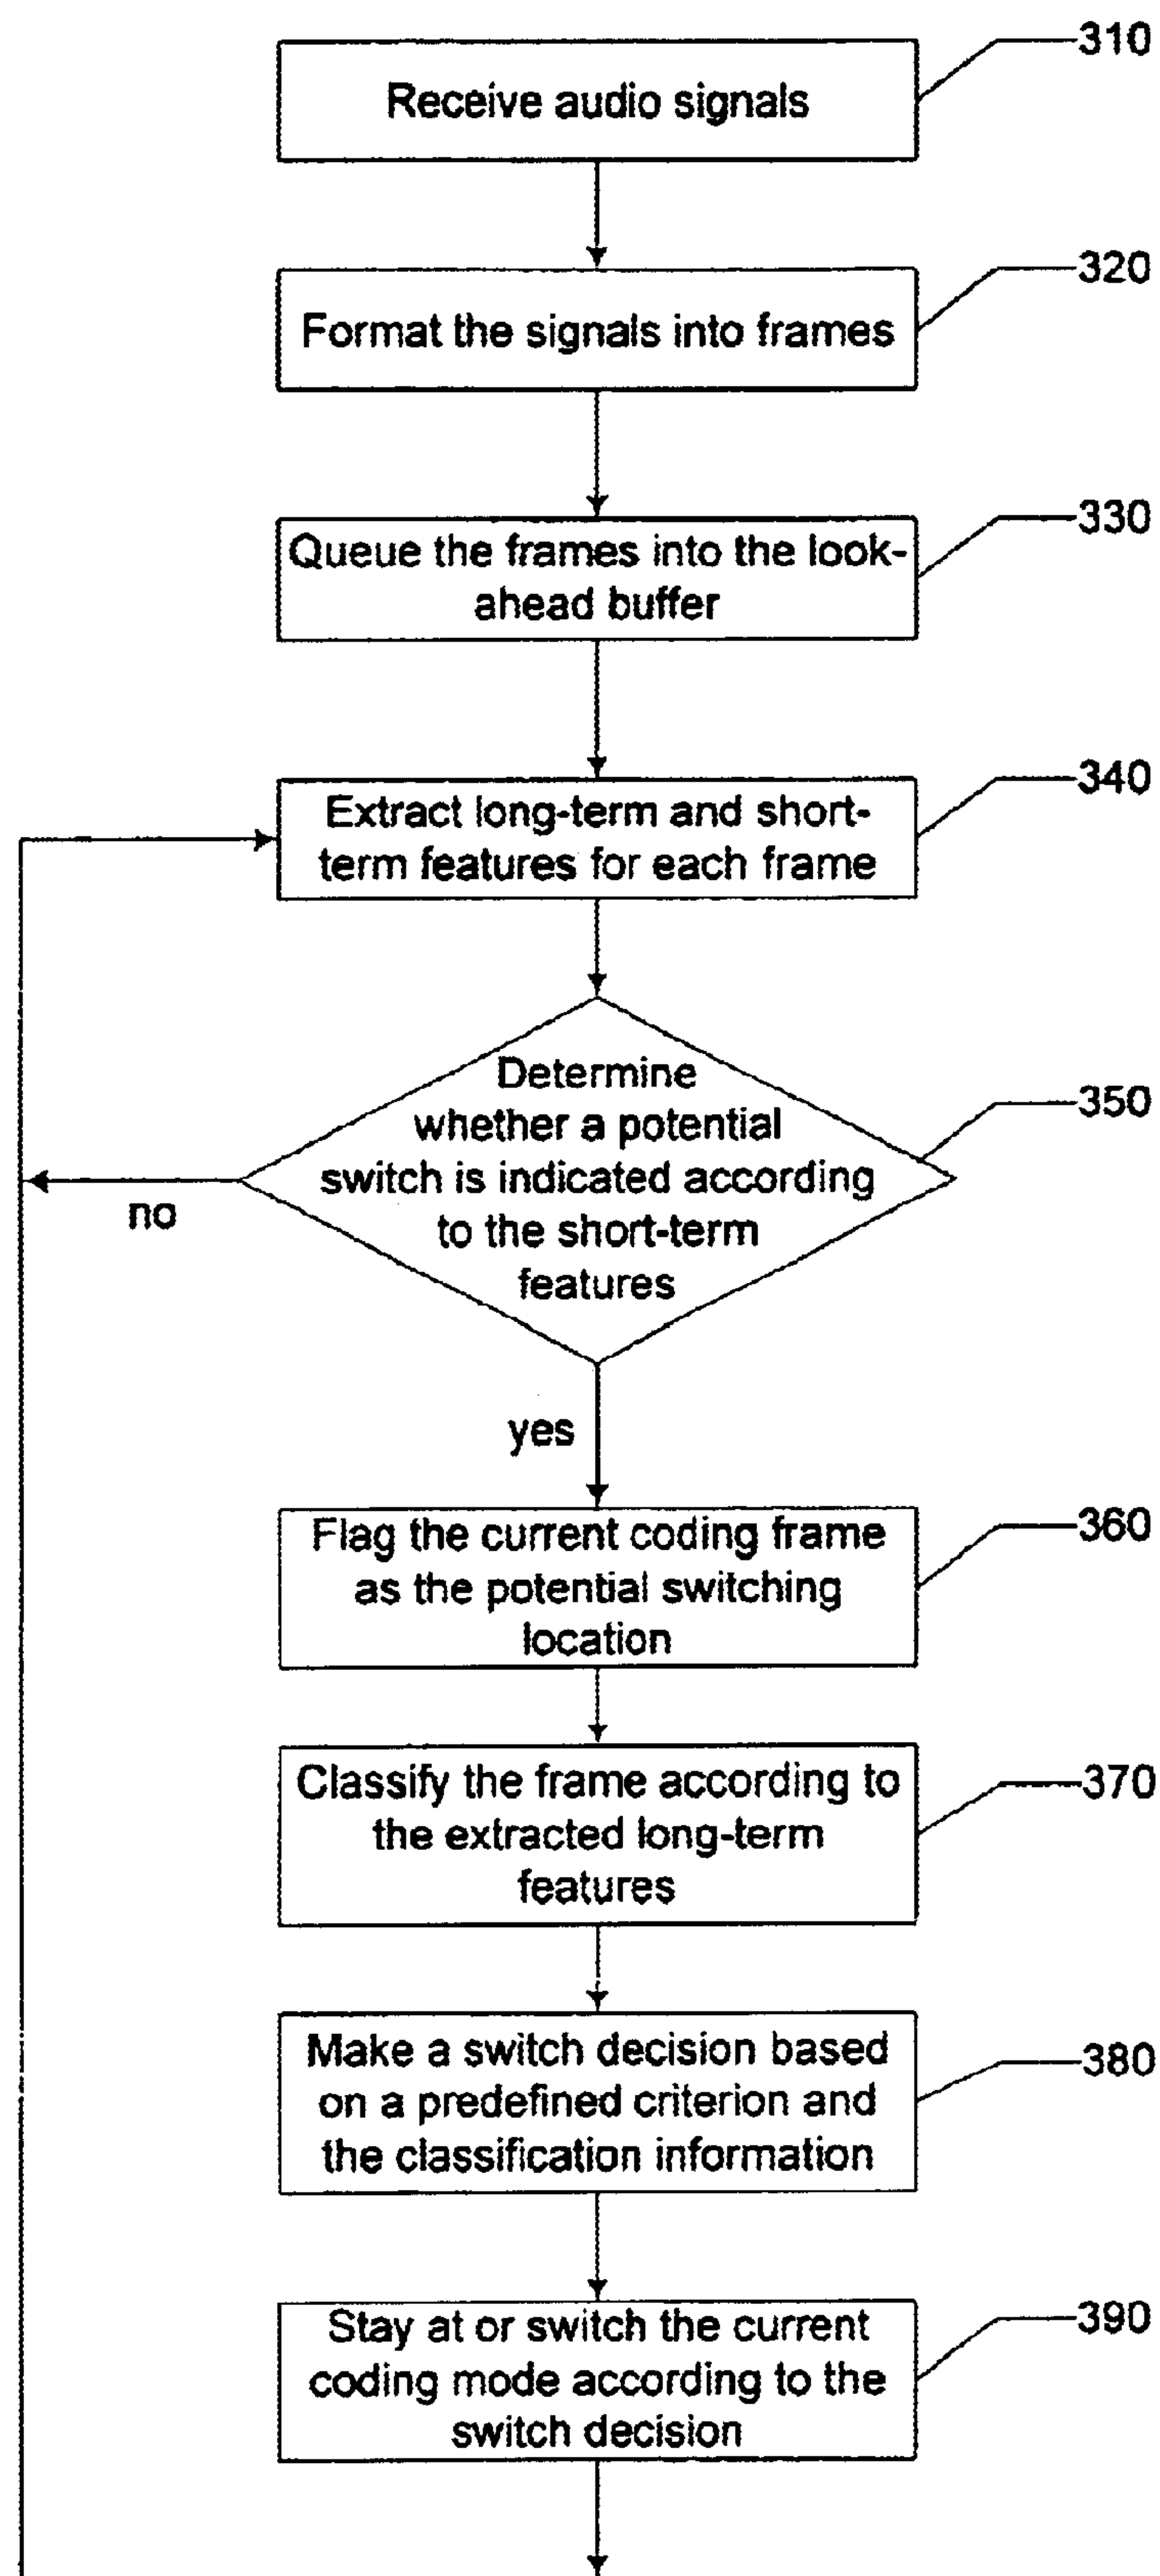 310
Receive audio signals
320
Format the signals into frames
330
Queue the frames into the look-
ahead buffer
340
Extract long-term and short-
term features for each frame
350
Determine
whether a potential
switch is indicated according
to the short-term
features
no
yes
360
Flag the current coding frame
as the potential switching
location
370
Classify the frame according to
the extracted long-term
features
380
Make a switch decision based
on a predefined criterion and
the classification information
390
Stay at or switch the current
coding mode according to the
switch decision